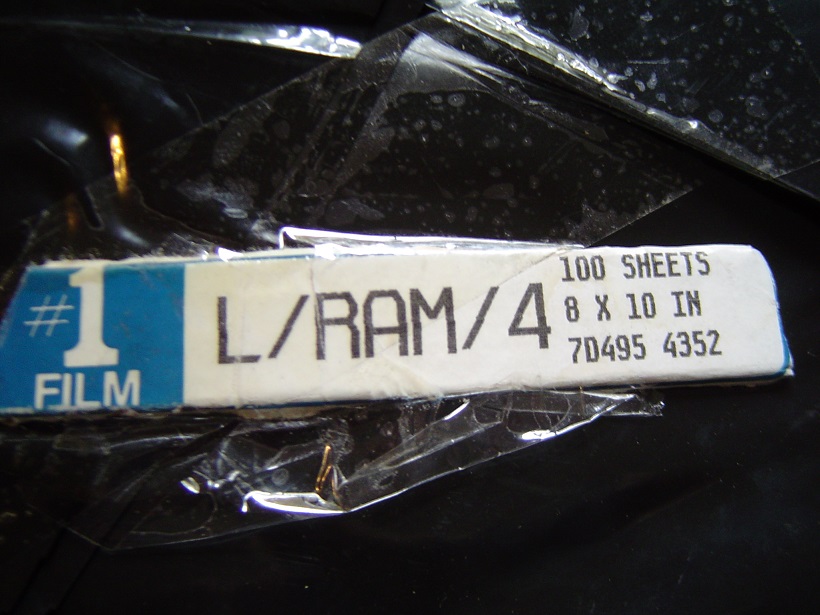 #1
FILM
L/RAM/4
100 SHEETS
8 X 10 IN
7D495 4352